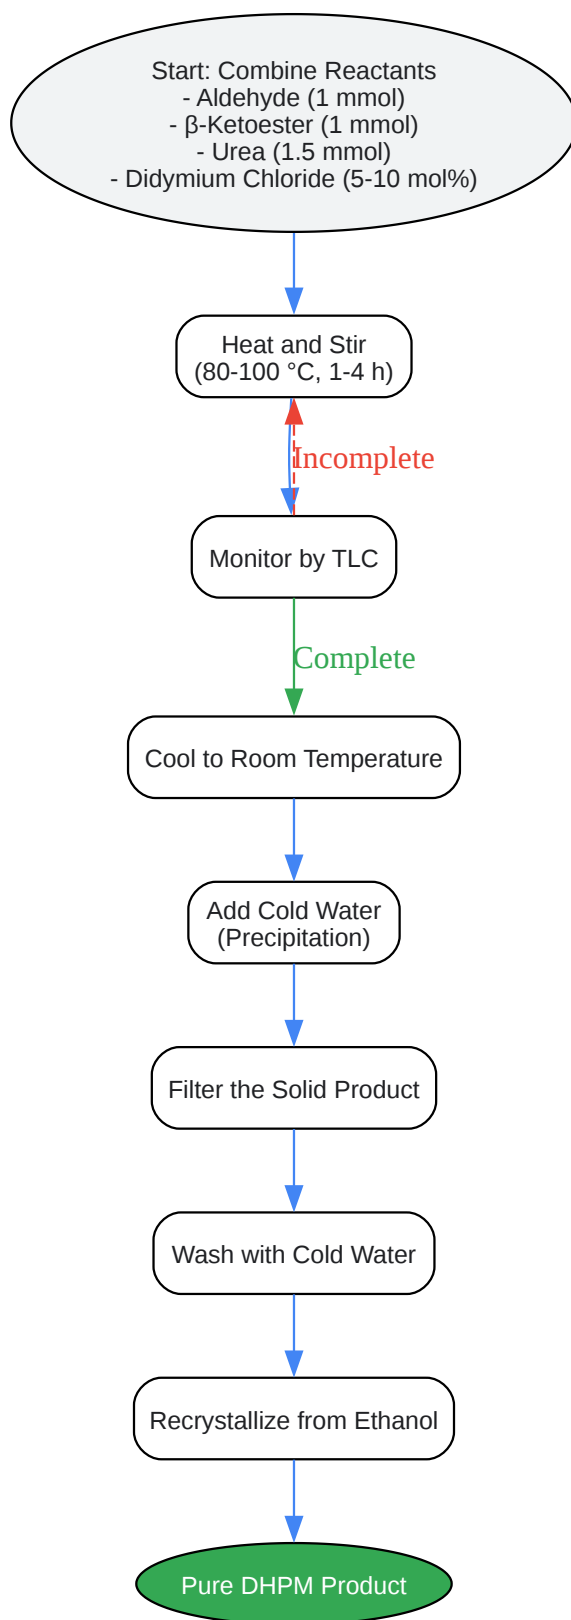 Start: Combine Reactants
- Aldehyde (1 mmol)
- β-Ketoester (1 mmol)
- Urea (1.5 mmol)
- Didymium Chloride (5-10 mol%)
Heat and Stir
(80-100 °C, 1-4 h)
Incomplete
Monitor by TLC
Complete
Cool to Room Temperature
Add Cold Water
(Precipitation)
Filter the Solid Product
Wash with Cold Water
Recrystallize from Ethanol
Pure DHPM Product